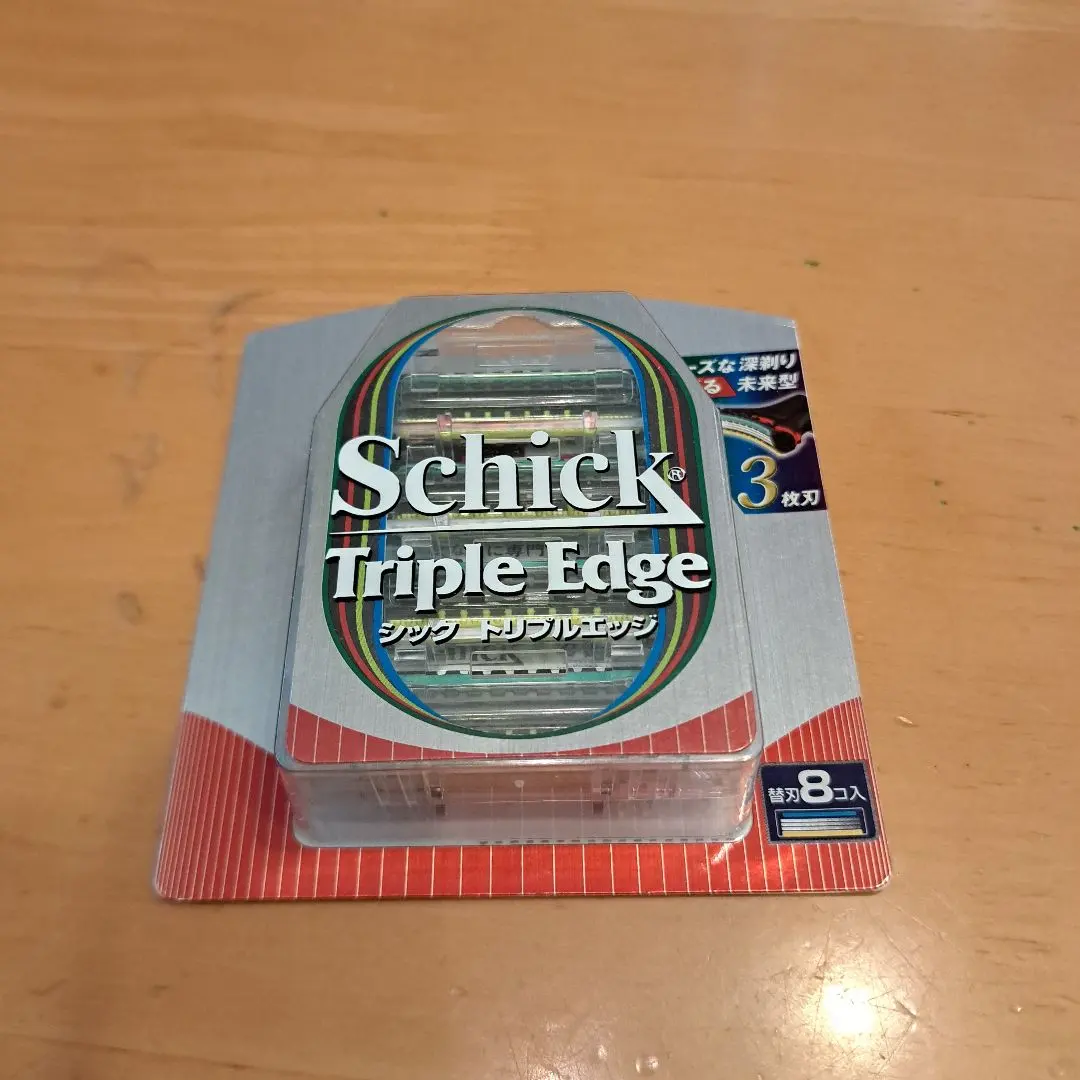 ーズな深剃り
る 未来型
3枚刃
Schick®
Triple Edge
シック トリプルエッジ
替刃8コ入